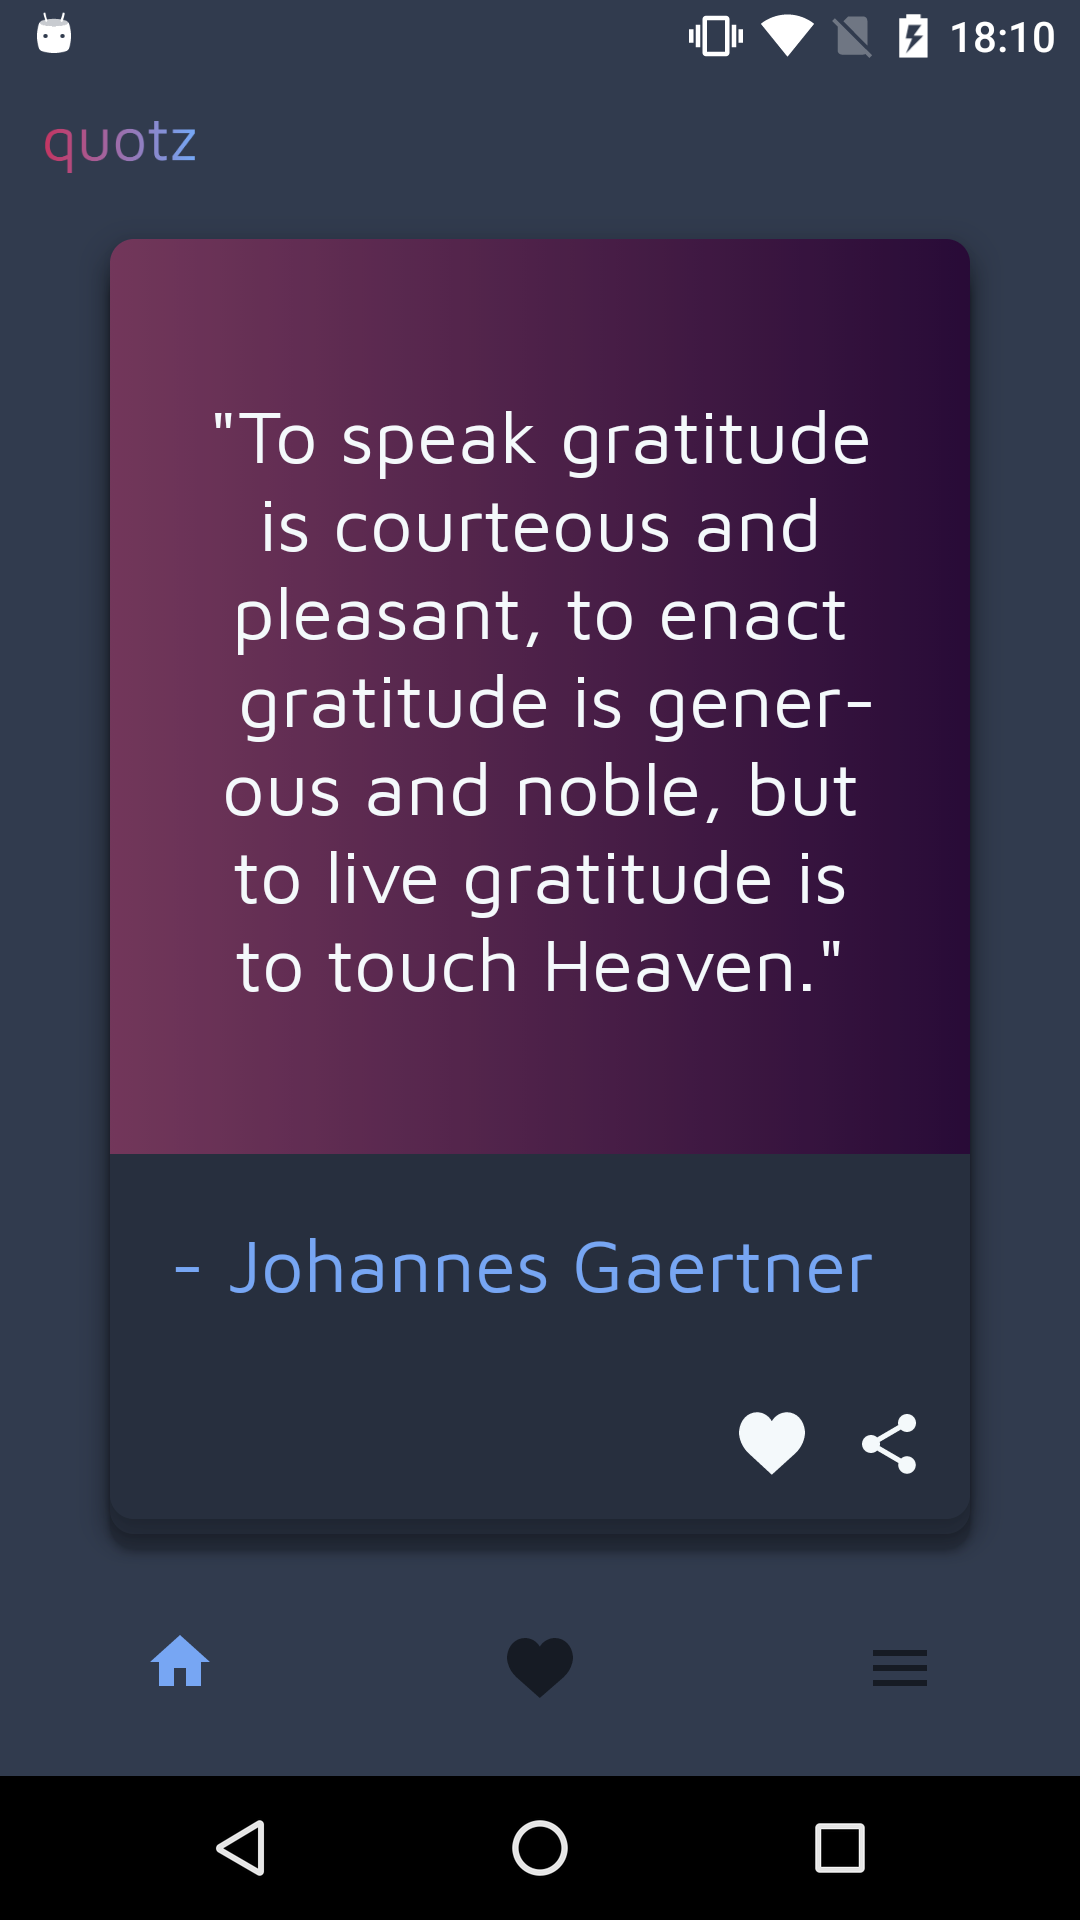 18:10
quotz
"To speak gratitude
is courteous and
pleasant, to enact
gratitude is gener-
ous and noble, but
to live gratitude is
to touch Heaven."
- Johannes Gaertner